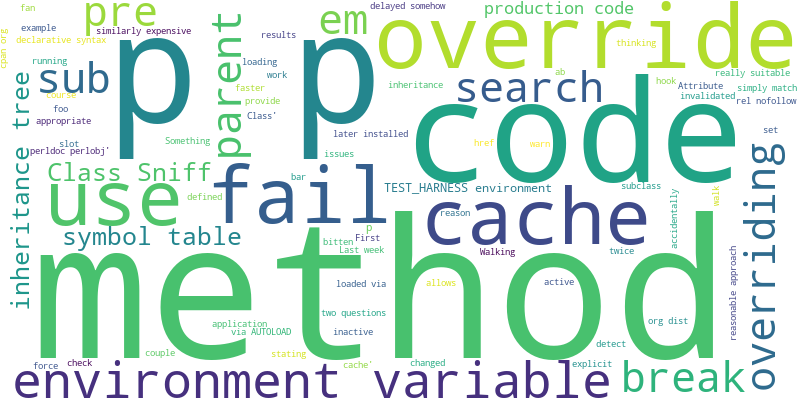 fan
pre
em
delayed somehow
production code
example
similarly expensive
declarative syntax
cpan org
results
override
thinking
running
sub
p p
parent
loading
work
search
ab
really suitable
course
faster
provide
inheritance
hook
Attribute
simply match
foo
Class'
code
invalidated
rel nofollow
appropriate
slot
Something
later installed
href
warn
set
perldoc perlobj'
issues
inheritance tree
Class Sniff
fail
bar
TEST_HARNESS environment
subclass
use
defined
cache
reason
accidentally
walk
overriding
symbol table
p
First
bitten
Last week
Walking
twice
reasonable approach
method
loaded via
allows
active
two questions
application
via AUTOLOAD
inactive
org dist
detect
couple
stating
force
check
cache'
changed
explicit
environment variable
break